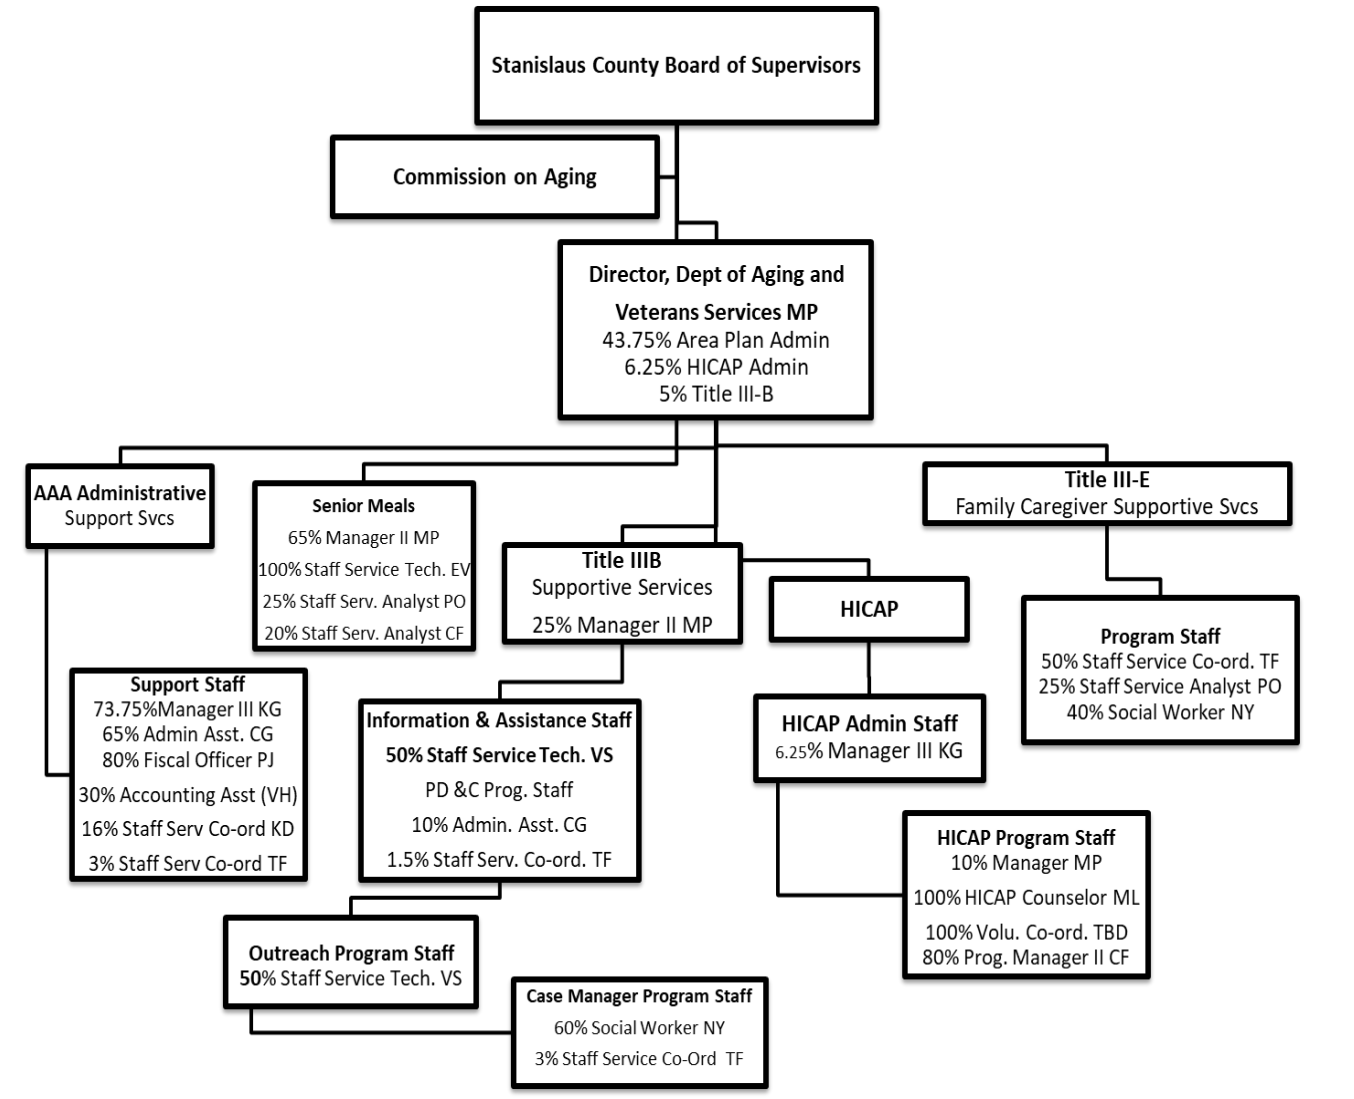 Stanislaus County Board of Supervisors
Commission on Aging
Director, Dept of Aging and
Veterans Services MP
43.75% Area Plan Admin
6.25% HICAP Admin
5% Title III-B
AAA Administrative
Support Svcs
Senior Meals
65% Manager II MP
100% Staff Service Tech. EV
25% Staff Serv. Analyst PO
20% Staff Serv. Analyst CF
Title IIIB
Supportive Services
25% Manager II MP
HICAP
Title III-E
Family Caregiver Supportive Svcs
Program Staff
50% Staff Service Co-ord. TF
25% Staff Service Analyst PO
40% Social Worker NY
Support Staff
73.75%Manager III KG
65% Admin Asst. CG
80% Fiscal Officer PJ
30% Accounting Asst (VH)
16% Staff Serv Co-ord KD
3% Staff Serv Co-ord TF
Information & Assistance Staff
50% Staff Service Tech. VS
PD &C Prog. Staff
10% Admin. Asst. CG
1.5% Staff Serv. Co-ord. TF
HICAP Admin Staff
6.25% Manager III KG
HICAP Program Staff
10% Manager MP
100% HICAP Counselor ML
100% Volu. Co-ord. TBD
80% Prog. Manager II CF
Outreach Program Staff
50% Staff Service Tech. VS
Case Manager Program Staff
60% Social Worker NY
3% Staff Service Co-Ord TF